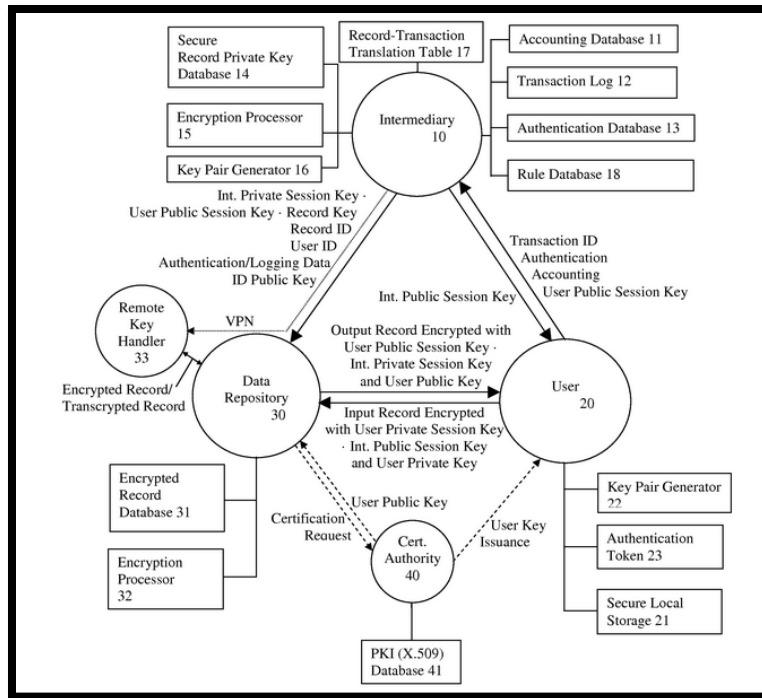 Secure
Record Private Key
Database 14
Record-Transaction
Translation Table 17
Accounting Database 11
Transaction Log 12
Encryption Processor
15
Intermediary
10
Authentication Database 13
Key Pair Generator 16
Rule Database 18
Int. Private Session Key ·
User Public Session Key · Record Key
Record ID
User ID
Authentication/Logging Data
ID Public Key
Transaction ID
Authentication
Accounting
User Public Session Key
Int. Public Session Key
Remote
Key
Handler
33
VPN
Output Record Encrypted with
User Public Session Key ·
Int. Private Session Key
and User Public Key
Encrypted Record/
Transcrypted Record
Data
Repository
30
User
20
Input Record Encrypted
with User Private Session Key
· Int. Public Session Key
and User Private Key
Encrypted
Record
Database 31
User Public Key
Certification
Request
User Key
Issuance
Key Pair Generator
22
Encryption
Processor
32
Cert.
Authority
40
Authentication
Token 23
Secure Local
Storage 21
PKI (X.509)
Database 41